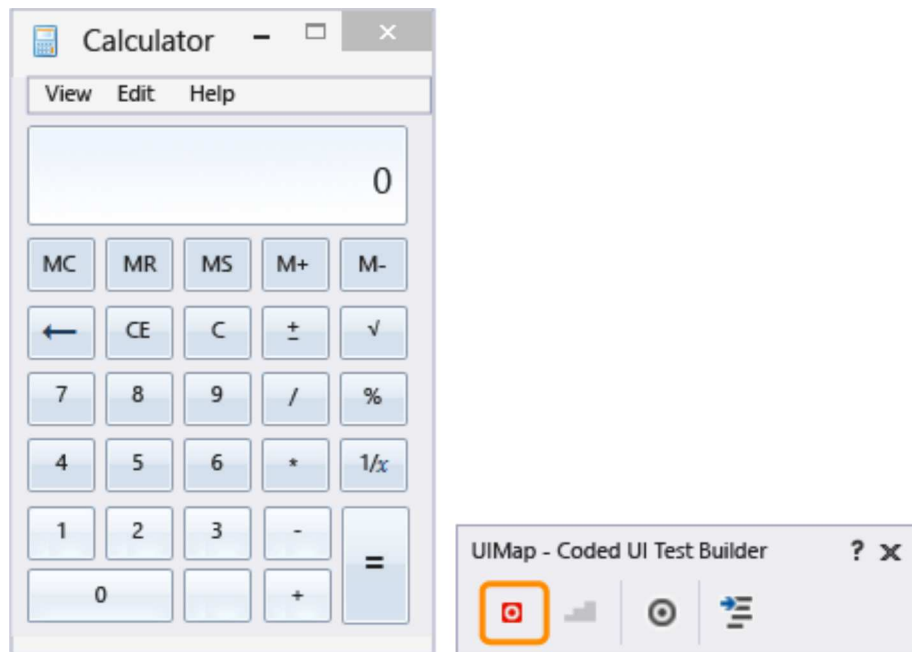 Calculator
View Edit Help
0
MC MR MS M+ M-
← CE C ± √
7 8 9 / %
4 5 6 * 1/x
1 2 3 - =
0 +
UIMap - Coded UI Test Builder ?